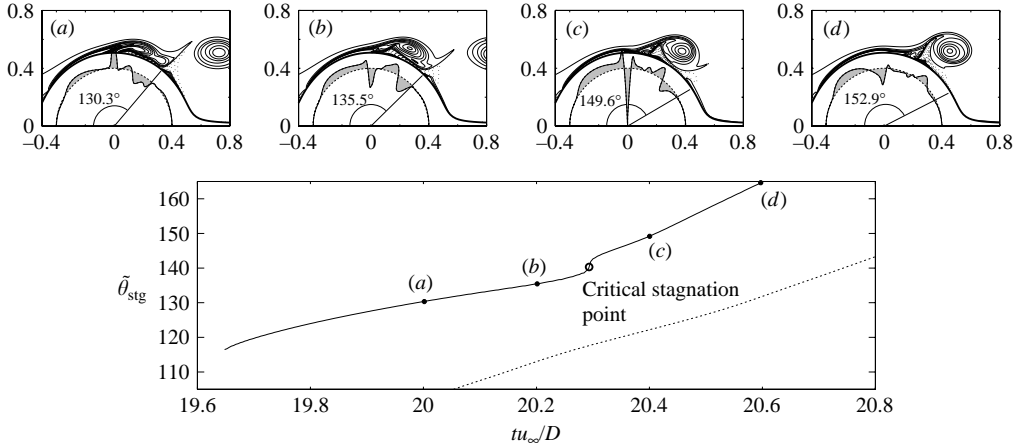 (a) (b) (c) (d)
0.8 0.8 0.8 0.8
0.4 0.4 0.4 0.4
130.3° 135.5° 149.6° 152.9°
0 0 0 0
−0.4 0 0.4 0.8 −0.4 0 0.4 0.8 −0.4 0 0.4 0.8 −0.4 0 0.4 0.8
160
150
140
130
120
110
θ̃stg
(a)
(b)
(c)
(d)
Critical stagnation
point
19.6 19.8 20 20.2 20.4 20.6 20.8
tu∞/D